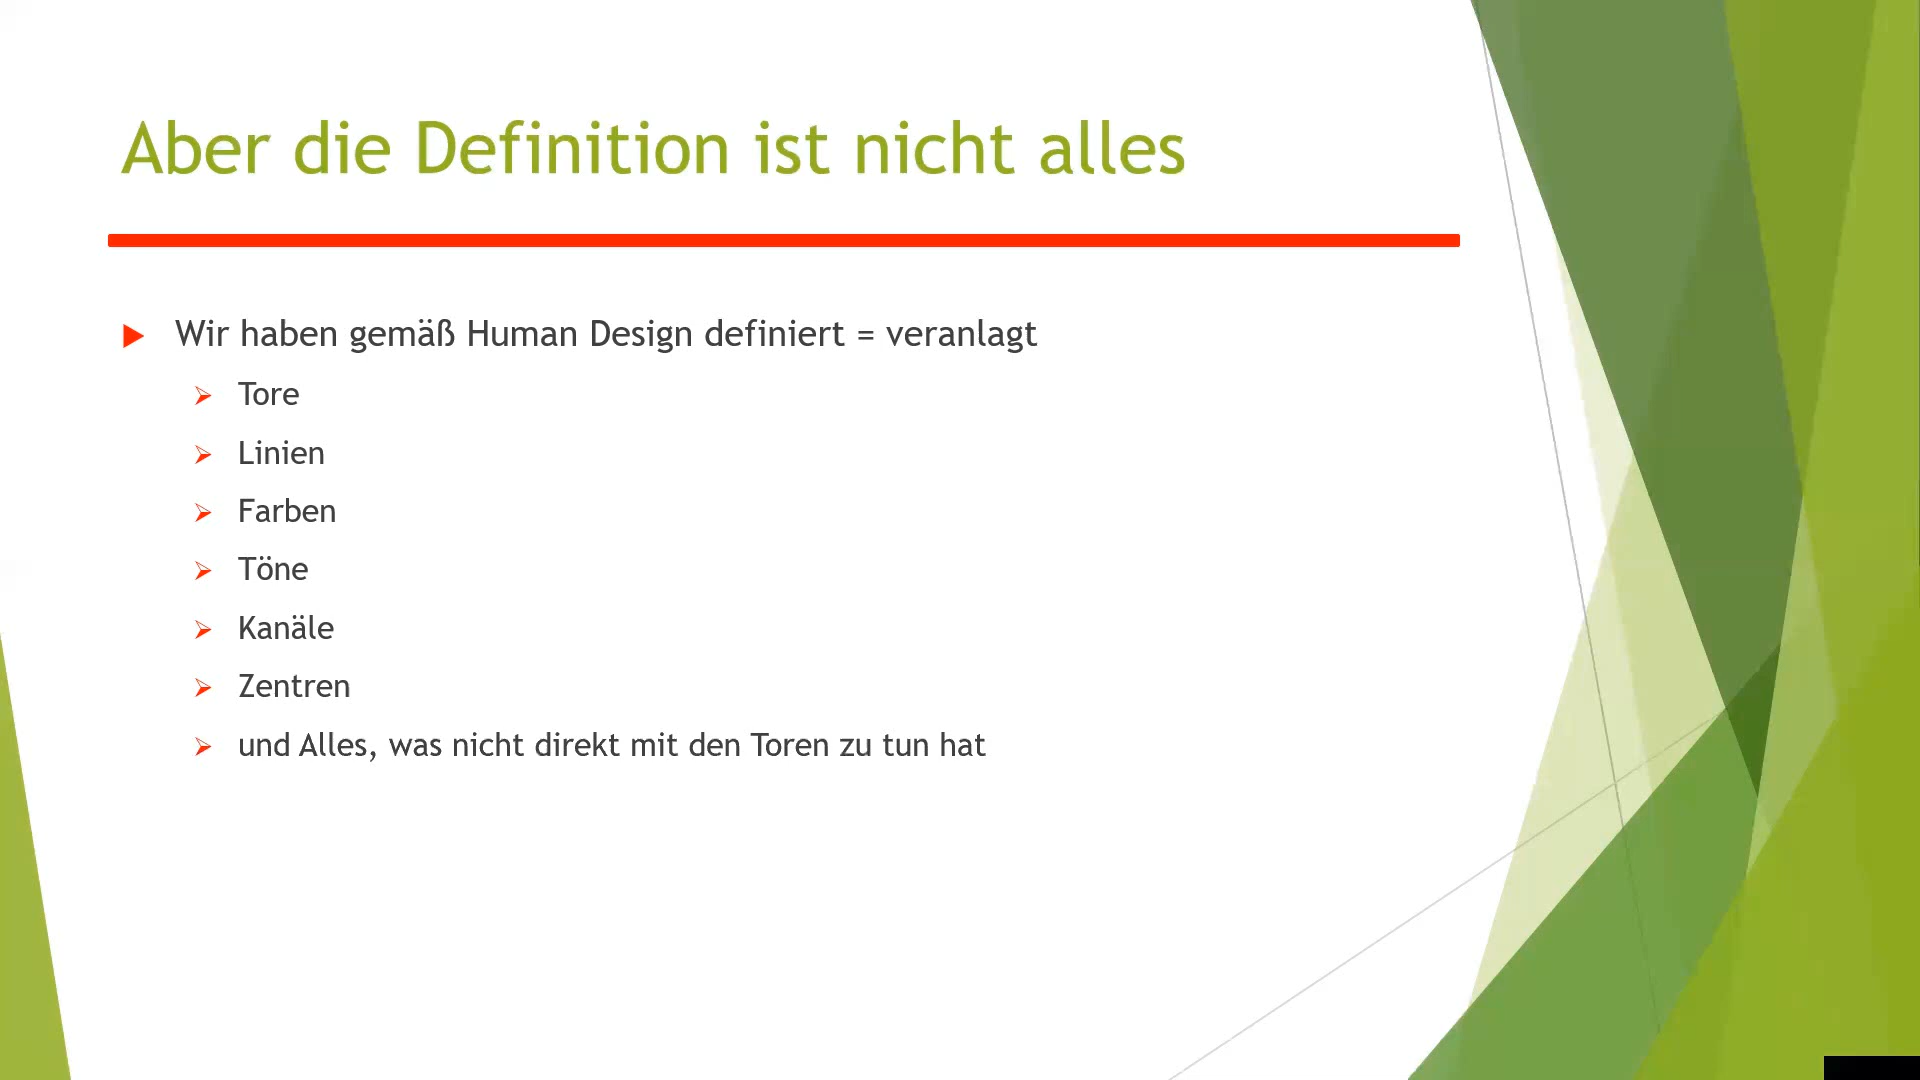 Aber die Definition ist nicht alles
Wir haben gemäß Human Design definiert = veranlagt
Tore
Linien
Farben
Töne
Kanäle
Zentren
und Alles, was nicht direkt mit den Toren zu tun hat